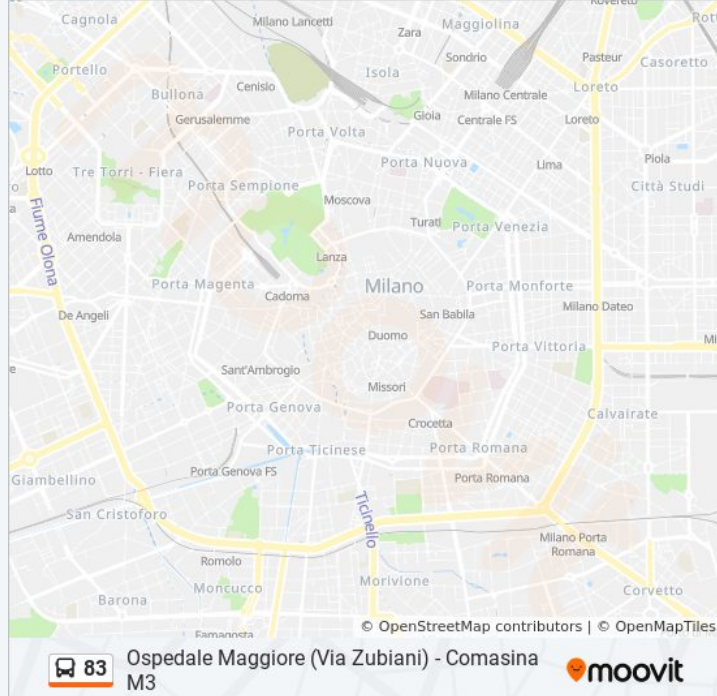 Rovereto
Cagnola
Milano Lancetti
Maggiolina
Zara
Sondrio
Pasteur
Casoretto
Portello
Isola
Cenisio
Bullona
Milano Centrale
Loreto
Gerusalemme
Gioia
Centrale FS
Loreto
Porta Volta
Lotto
Tre Torri - Fiera
Porta Nuova
Lima
Piola
Porta Sempione
Città Studi
Moscova
Turati
Porta Venezia
Fiume Olona
Amendola
Lanza
Porta Magenta
Milano
Porta Monforte
Cadorna
De Angeli
San Babila
Milano Dateo
Duomo
Porta Vittoria
Sant'Ambrogio
Missori
Porta Genova
Crocetta
Calvairate
Porta Ticinese
Porta Romana
Giambellino
Porta Genova FS
Porta Romana
San Cristoforo
Ticinello
Milano Porta
Romana
Romolo
Moncucco
Morivione
Corvetto
Barona
Famagosta
© OpenStreetMap contributors | © OpenMapTiles
83
Ospedale Maggiore (Via Zubiani) - Comasina
M3
moovit